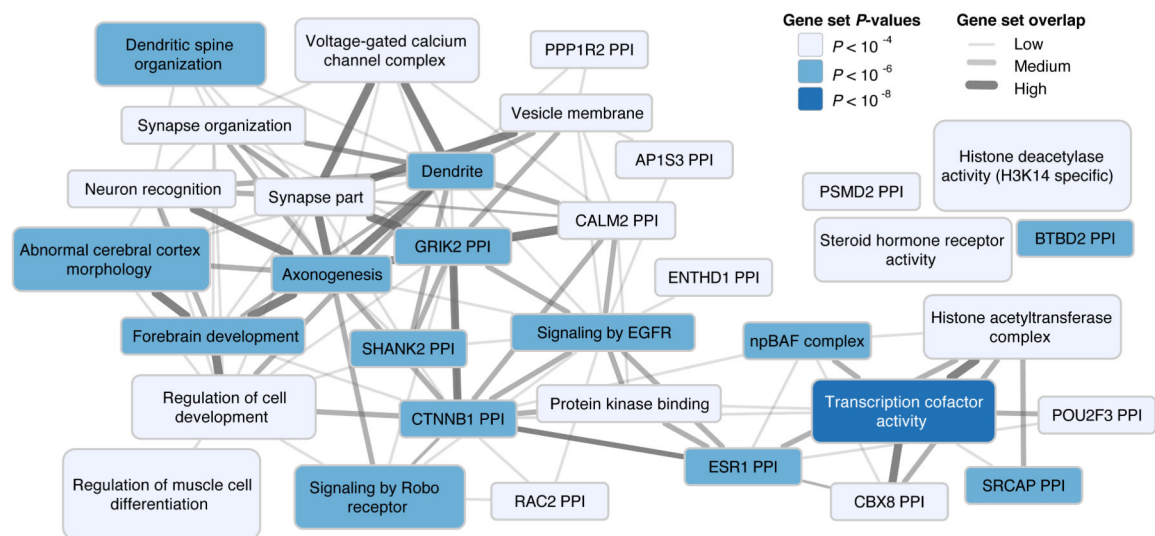 Gene set P-values
P < 10 -4
P < 10 -6
P < 10 -8
Gene set overlap
Low
Medium
High
Dendritic spine
organization
Voltage-gated calcium
channel complex
PPP1R2 PPI
Synapse organization
Vesicle membrane
AP1S3 PPI
Histone deacetylase
activity (H3K14 specific)
Neuron recognition
Synapse part
Dendrite
PSMD2 PPI
CALM2 PPI
Abnormal cerebral cortex
morphology
GRIK2 PPI
Steroid hormone receptor
activity
BTBD2 PPI
Axonogenesis
ENTHD1 PPI
Forebrain development
SHANK2 PPI
Signaling by EGFR
npBAF complex
Histone acetyltransferase
complex
Regulation of cell
development
CTNNB1 PPI
Protein kinase binding
Transcription cofactor
activity
POU2F3 PPI
Regulation of muscle cell
differentiation
Signaling by Robo
receptor
RAC2 PPI
ESR1 PPI
CBX8 PPI
SRCAP PPI